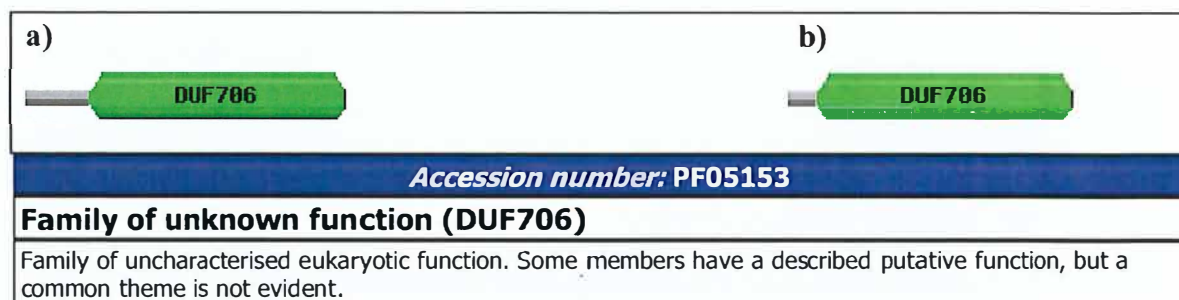 a)
b)
DUF706
DUF706
Accession number: PF05153
Family of unknown function (DUF706)
Family of uncharacterised eukaryotic function. Some members have a described putative function, but a
common theme is not evident.